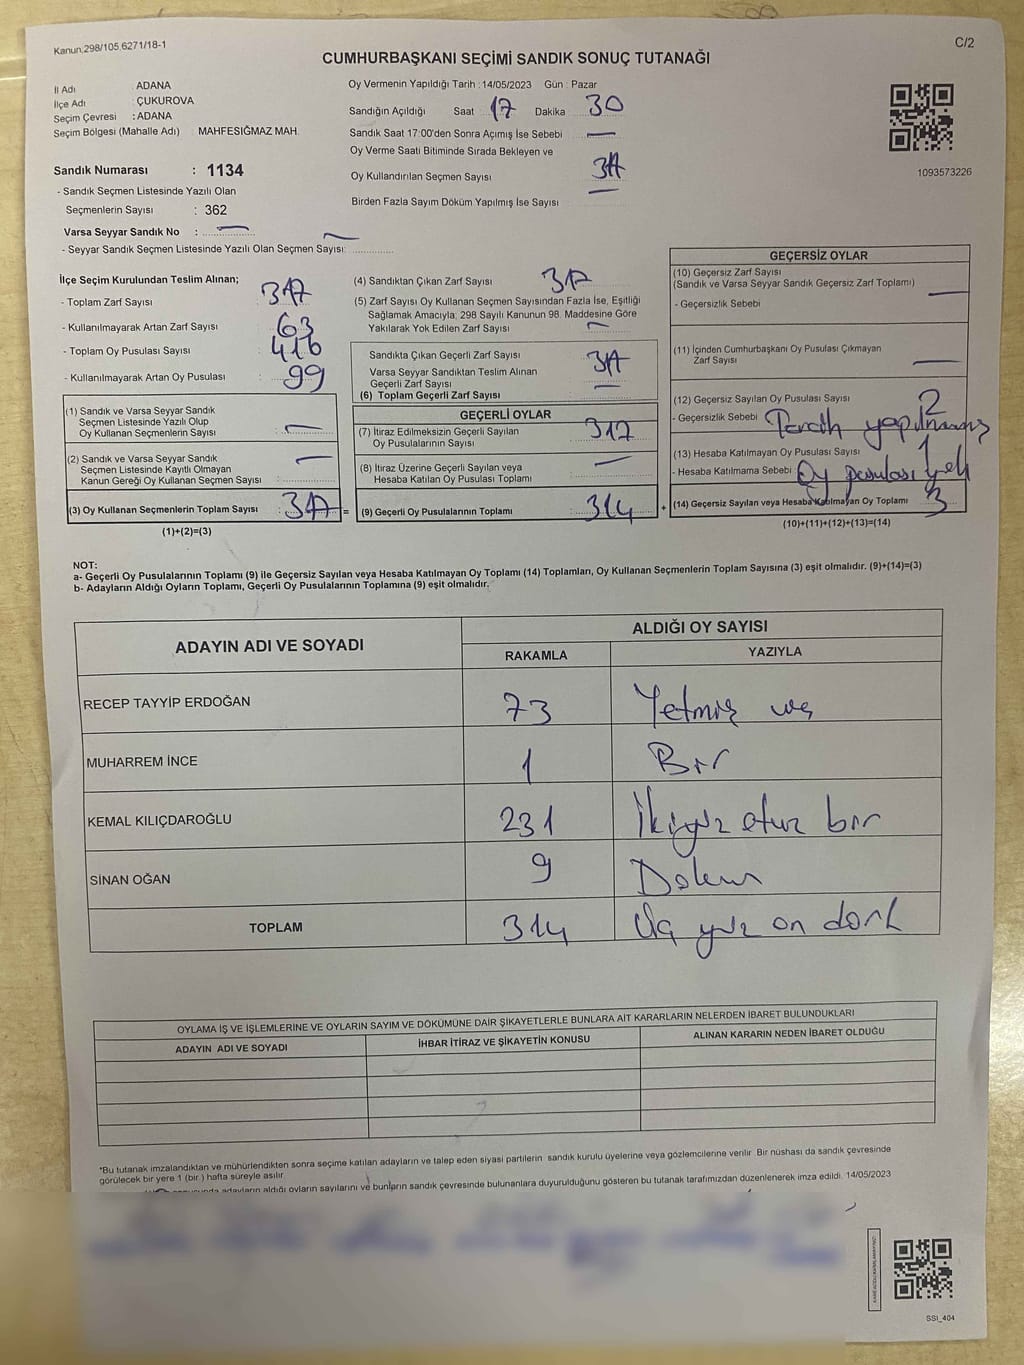 Kanun:298/105,6271/18-1
C/2
CUMHURBAŞKANI SEÇİMİ SANDIK SONUÇ TUTANAĞI
İl Adı ADANA
İlçe Adı : ÇUKUROVA
Seçim Çevresi : ADANA
Seçim Bölgesi (Mahalle Adı) MAHFESIĞMAZ MAH.
Oy Vermenin Yapıldığı Tarih : 14/05/2023 Gün : Pazar
Sandığın Açıldığı Saat 17 Dakika 30
Sandık Saat 17:00'den Sonra Açımış İse Sebebi —
Oy Verme Saati Bitiminde Sırada Bekleyen ve
Oy Kullandırılan Seçmen Sayısı
Birden Fazla Sayım Döküm Yapılmış İse Sayısı
1093573226
Sandık Numarası : 1134
- Sandık Seçmen Listesinde Yazılı Olan
Seçmenlerin Sayısı : 362
Varsa Seyyar Sandık No : —
- Seyyar Sandık Seçmen Listesinde Yazılı Olan Seçmen Sayısı: —
İlçe Seçim Kurulundan Teslim Alınan;
- Toplam Zarf Sayısı
- Kullanılmayarak Artan Zarf Sayısı : 63
- Toplam Oy Pusulası Sayısı : 416
- Kullanılmayarak Artan Oy Pusulası : 99
(1) Sandık ve Varsa Seyyar Sandık
Seçmen Listesinde Yazılı Olup
Oy Kullanan Seçmenlerin Sayısı : —
(2) Sandık ve Varsa Seyyar Sandık
Seçmen Listesinde Kayıtlı Olmayan
Kanun Gereği Oy Kullanan Seçmen Sayısı : —
(3) Oy Kullanan Seçmenlerin Toplam Sayısı : 317 =
(1)+(2)=(3)
(4) Sandıktan Çıkan Zarf Sayısı 317
(5) Zarf Sayısı Oy Kullanan Seçmen Sayısından Fazla İse, Eşitliği
Sağlamak Amacıyla, 298 Sayılı Kanunun 98. Maddesine Göre
Yakılarak Yok Edilen Zarf Sayısı —
Sandıkta Çıkan Geçerli Zarf Sayısı 317
Varsa Seyyar Sandıktan Teslim Alınan
Geçerli Zarf Sayısı —
(6) Toplam Geçerli Zarf Sayısı
GEÇERLİ OYLAR
(7) İtiraz Edilmeksizin Geçerli Sayılan
Oy Pusulalarının Sayısı
(8) İtiraz Üzerine Geçerli Sayılan veya
Hesaba Katılan Oy Pusulası Toplamı —
(9) Geçerli Oy Pusulalarının Toplamı : 314 +
GEÇERSİZ OYLAR
(10) Geçersiz Zarf Sayısı
(Sandık ve Varsa Seyyar Sandık Geçersiz Zarf Toplamı)
- Geçersizlik Sebebi —
(11) İçinden Cumhurbaşkanı Oy Pusulası Çıkmayan
Zarf Sayısı —
(12) Geçersiz Sayılan Oy Pusulası Sayısı 2
- Geçersizlik Sebebi Tercih yapılmamış
(13) Hesaba Katılmayan Oy Pusulası Sayısı 1
- Hesaba Katılmama Sebebi : Oy pusulası yok
(14) Geçersiz Sayılan veya Hesaba Katılmayan Oy Toplamı 3
(10)+(11)+(12)+(13)=(14)
NOT:
a- Geçerli Oy Pusulalarının Toplamı (9) ile Geçersiz Sayılan veya Hesaba Katılmayan Oy Toplamı (14) Toplamları, Oy Kullanan Seçmenlerin Toplam Sayısına (3) eşit olmalıdır. (9)+(14)=(3)
b- Adayların Aldığı Oyların Toplamı, Geçerli Oy Pusulalarının Toplamına (9) eşit olmalıdır.
ADAYIN ADI VE SOYADI ALDIĞI OY SAYISI
RAKAMLA YAZIYLA
RECEP TAYYİP ERDOĞAN 73 Yetmiş üç
MUHARREM İNCE 1 Bir
KEMAL KILIÇDAROĞLU 231 İkiyüz otuz bir
SİNAN OĞAN 9 Dokuz
TOPLAM 314 Üç yüz on dört
OYLAMA İŞ VE İŞLEMLERİNE VE OYLARIN SAYIM VE DÖKÜMÜNE DAİR ŞİKAYETLERLE BUNLARA AİT KARARLARIN NELERDEN İBARET BULUNDUKLARI
ADAYIN ADI VE SOYADI İHBAR İTİRAZ VE ŞİKAYETİN KONUSU ALINAN KARARIN NEDEN İBARET OLDUĞU
*Bu tutanak imzalandıktan ve mühürlendikten sonra seçime katılan adayların ve talep eden siyasi partilerin sandık kurulu üyelerine veya gözlemcilerine verilir. Bir nüshası da sandık çevresinde
görülecek bir yere 1 (bir ) hafta süreyle asılır.
adayların aldığı oyların sayılarını ve bunların sandık çevresinde bulunanlara duyurulduğunu gösteren bu tutanak tarafımızdan düzenlenerek imza edildi. 14/05/2023
SSI_404